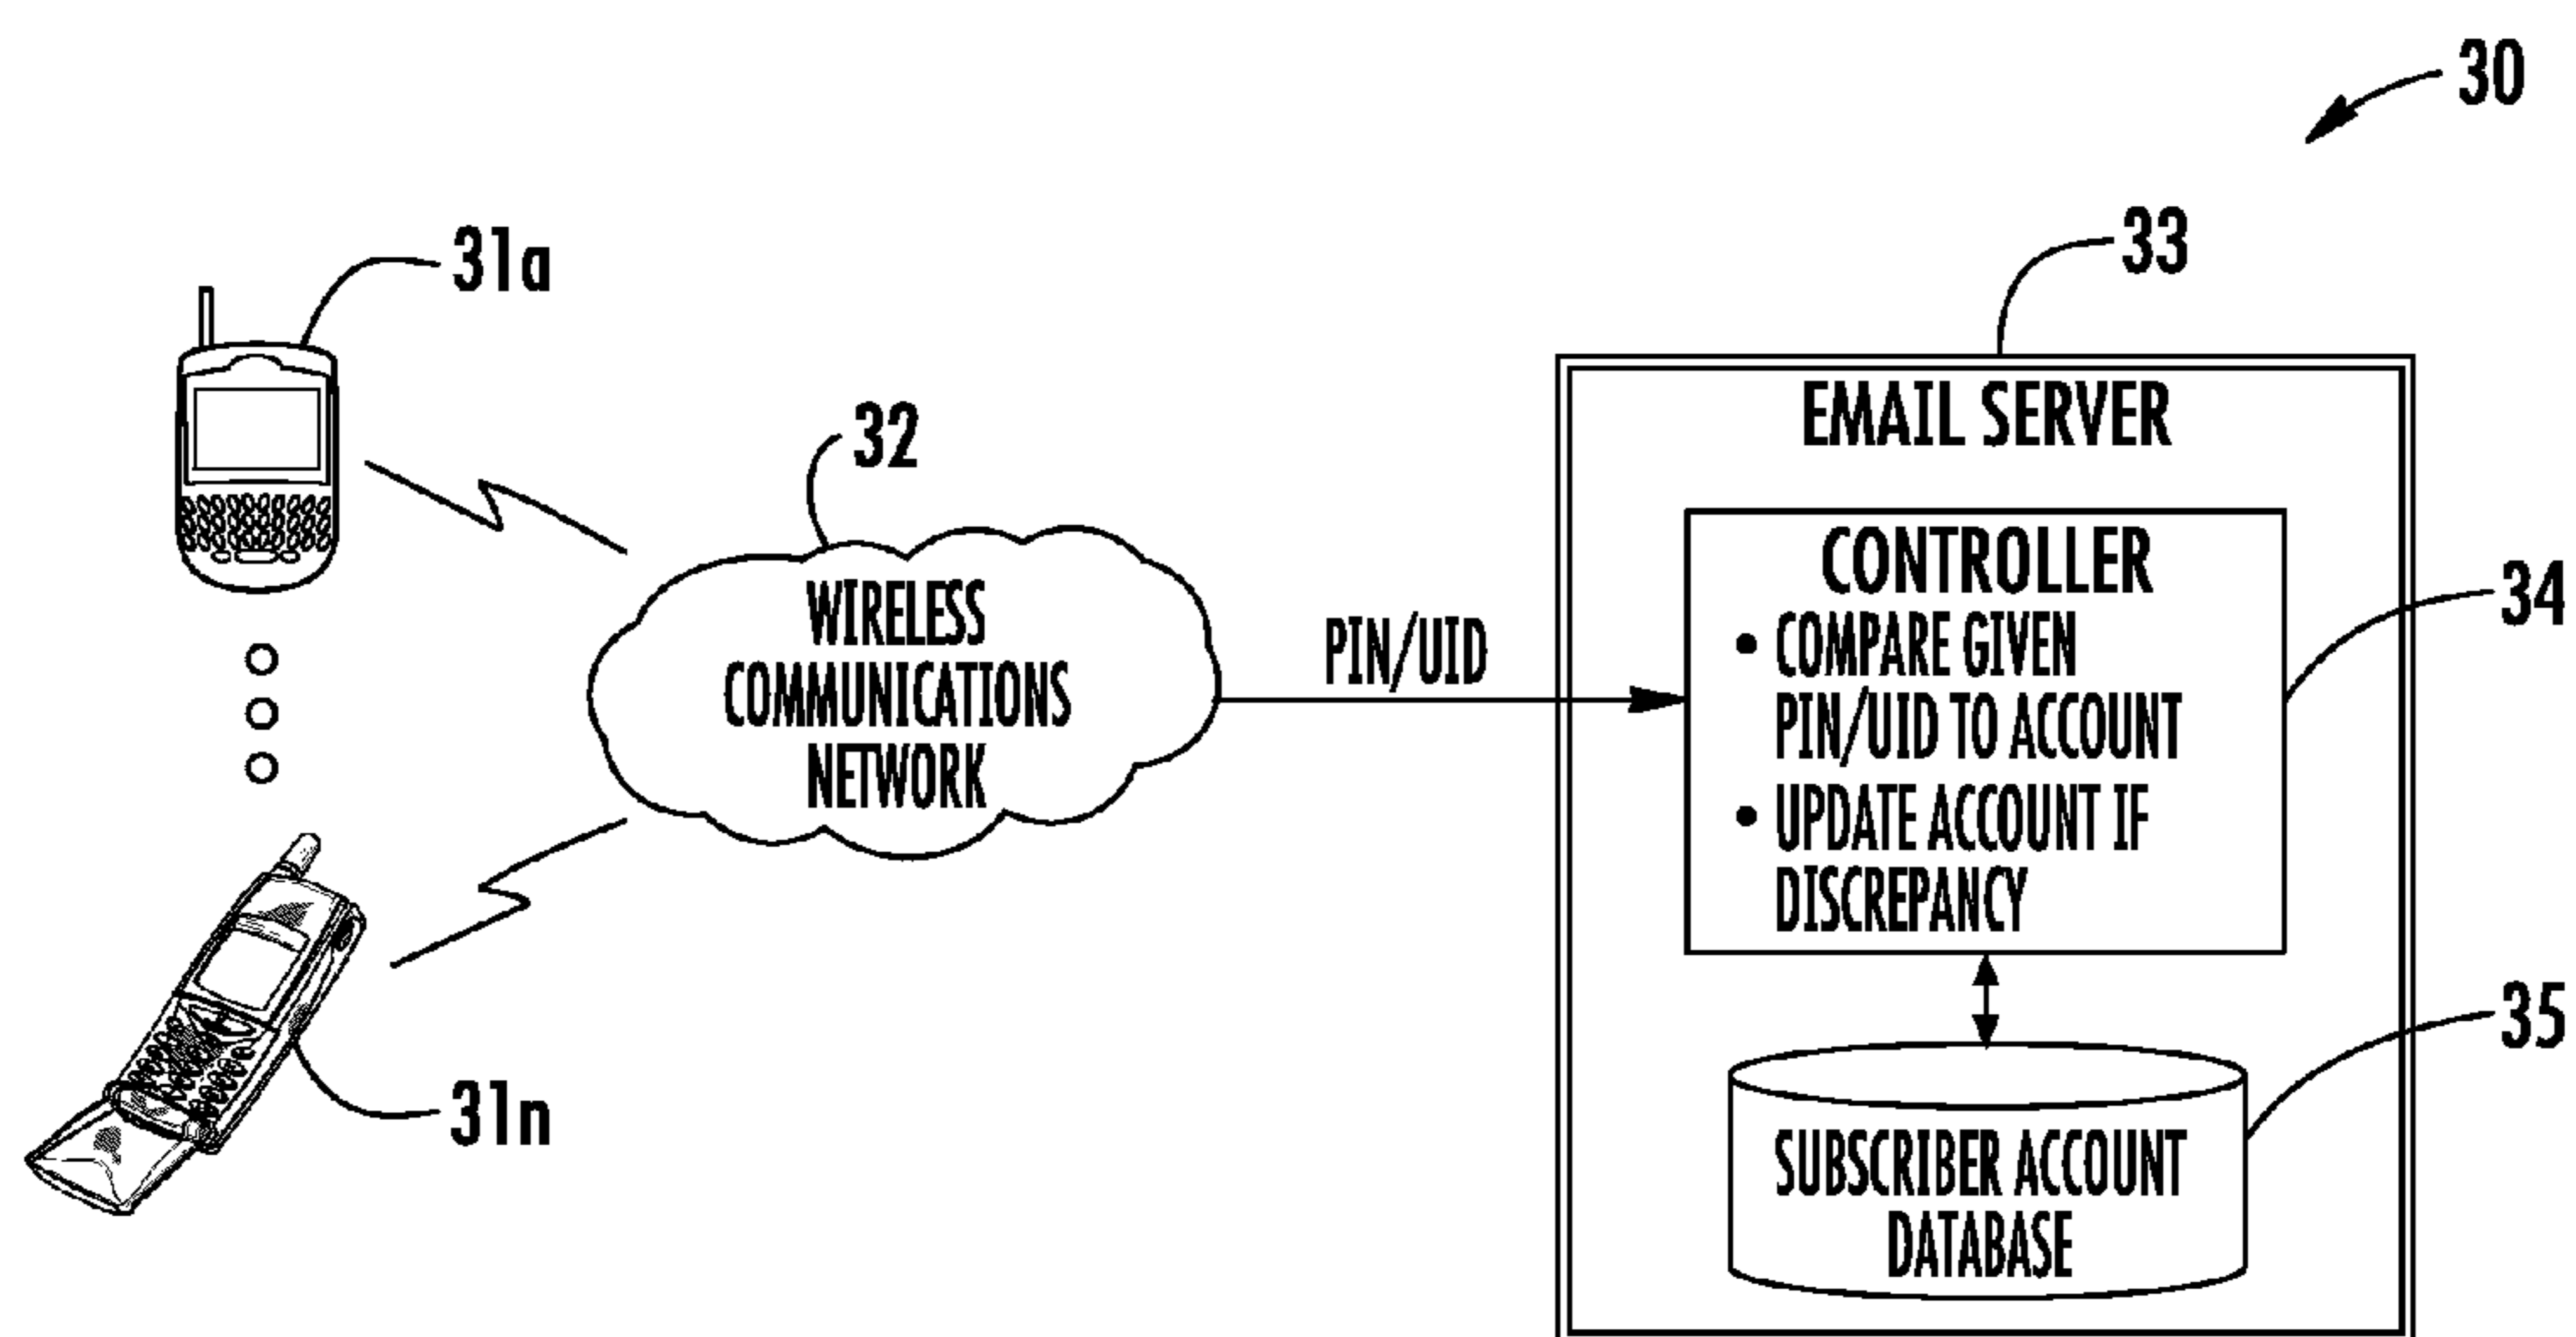 30
33
31a
EMAIL SERVER
32
CONTROLLER
• COMPARE GIVEN
PIN/UID TO ACCOUNT
• UPDATE ACCOUNT IF
DISCREPANCY
34
WIRELESS
COMMUNICATIONS
NETWORK
PIN/UID
35
31n
SUBSCRIBER ACCOUNT
DATABASE